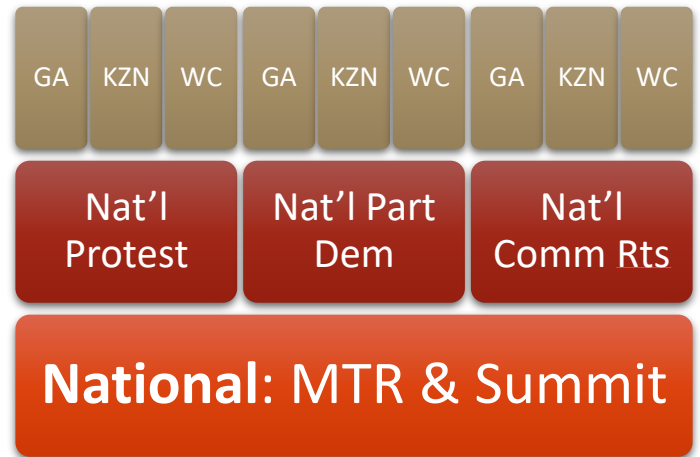 GA KZN WC GA KZN WC GA KZN WC
Nat’l Protest
Nat’l Part Dem
Nat’l Comm Rts
National: MTR & Summit